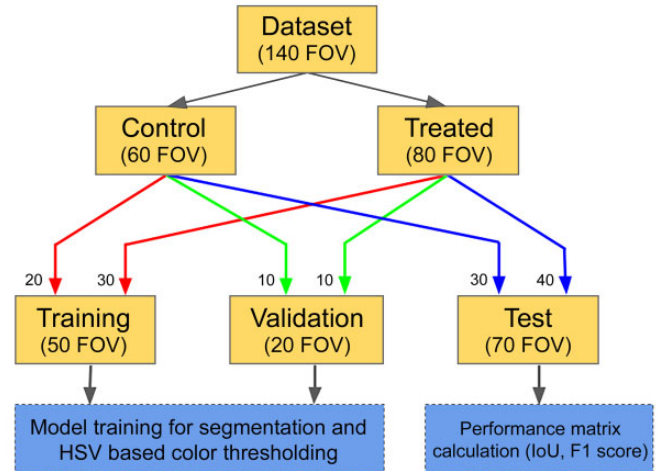 Dataset
(140 FOV)
Control
(60 FOV)
Treated
(80 FOV)
20
30
10
10
30
40
Training
(50 FOV)
Validation
(20 FOV)
Test
(70 FOV)
Model training for segmentation and
HSV based color thresholding
Performance matrix
calculation (IoU, F1 score)